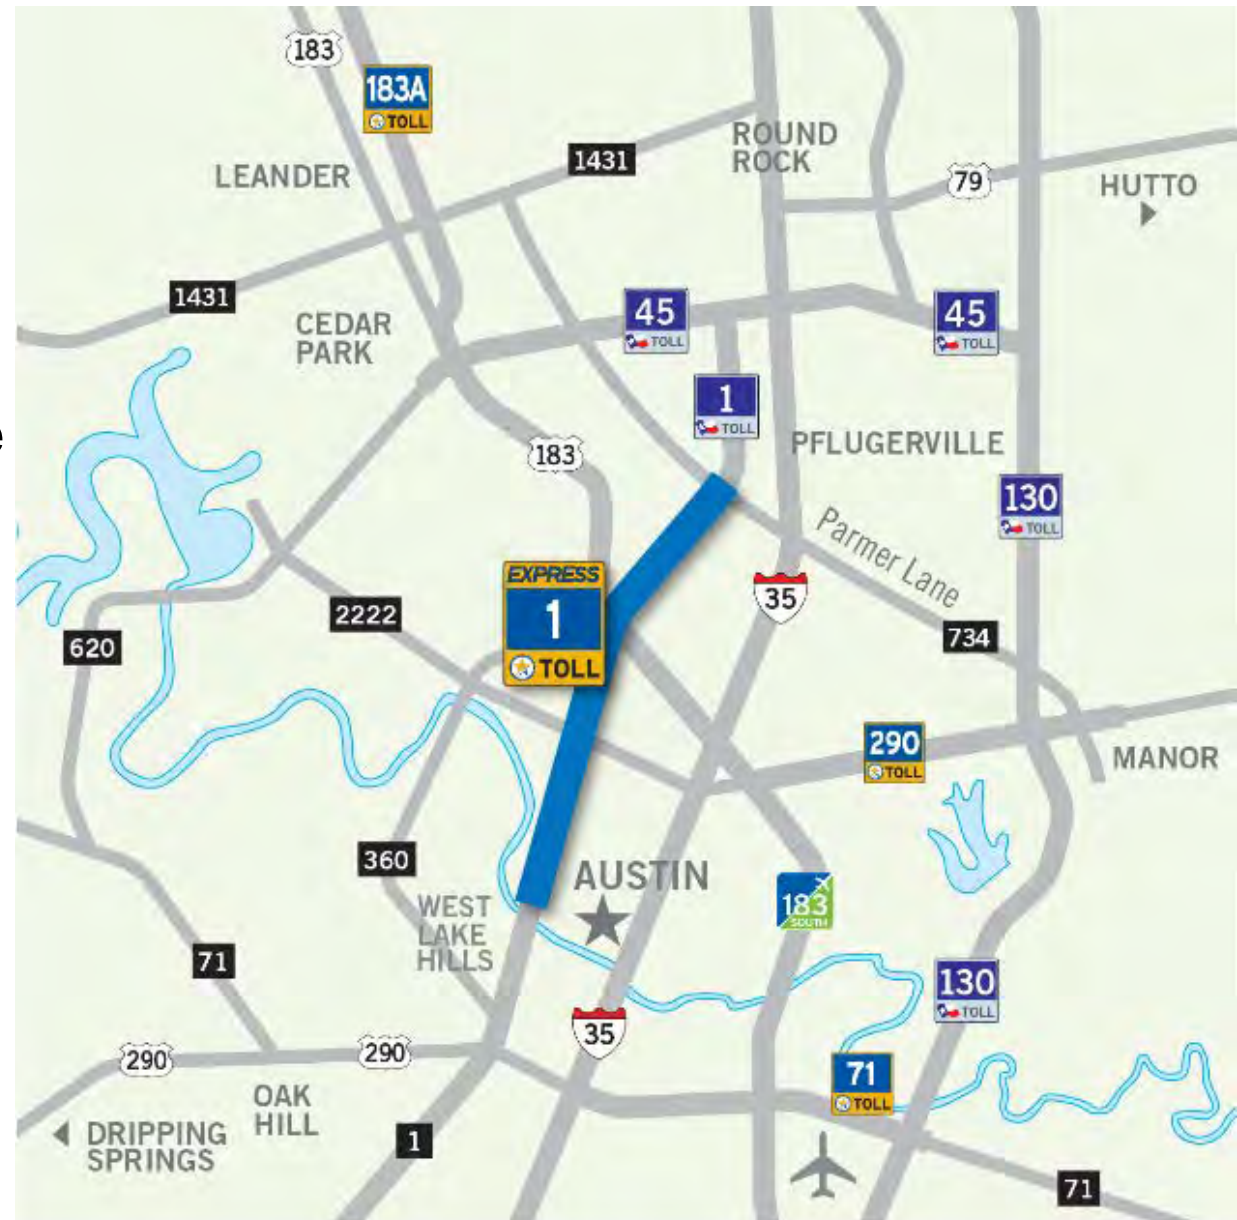 183
183A
TOLL
ROUND
ROCK
1431
LEANDER
79
HUTTO
1431
45
TOLL
45
TOLL
CEDAR
PARK
1
TOLL
e
183
PFLUGERVILLE
130
TOLL
Parmer Lane
EXPRESS
1
TOLL
35
2222
734
620
290
TOLL
MANOR
360
AUSTIN
183
SOUTH
WEST
LAKE
HILLS
71
130
TOLL
35
290
290
71
TOLL
OAK
HILL
DRIPPING
SPRINGS
1
71